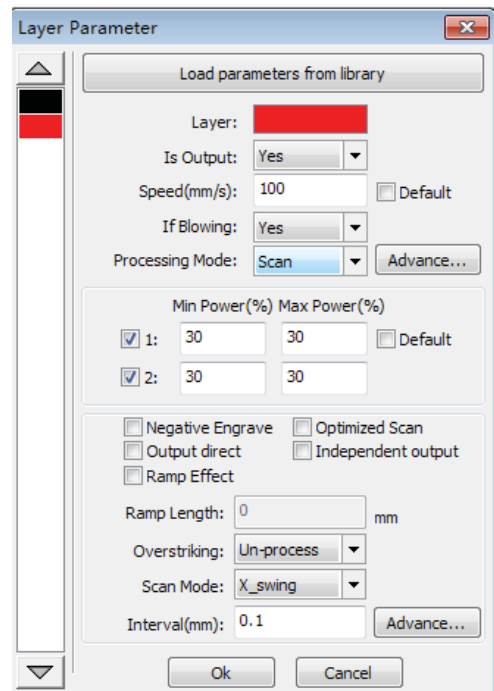 Layer Parameter
Load parameters from library
Layer:
Is Output: Yes
Speed(mm/s): 100 Default
If Blowing: Yes
Processing Mode: Scan Advance...
Min Power(%) Max Power(%)
1: 30 30 Default
2: 30 30
Negative Engrave Optimized Scan
Output direct Independent output
Ramp Effect
Ramp Length: 0 mm
Overstriking: Un-process
Scan Mode: X_swing
Interval(mm): 0.1 Advance...
Ok Cancel